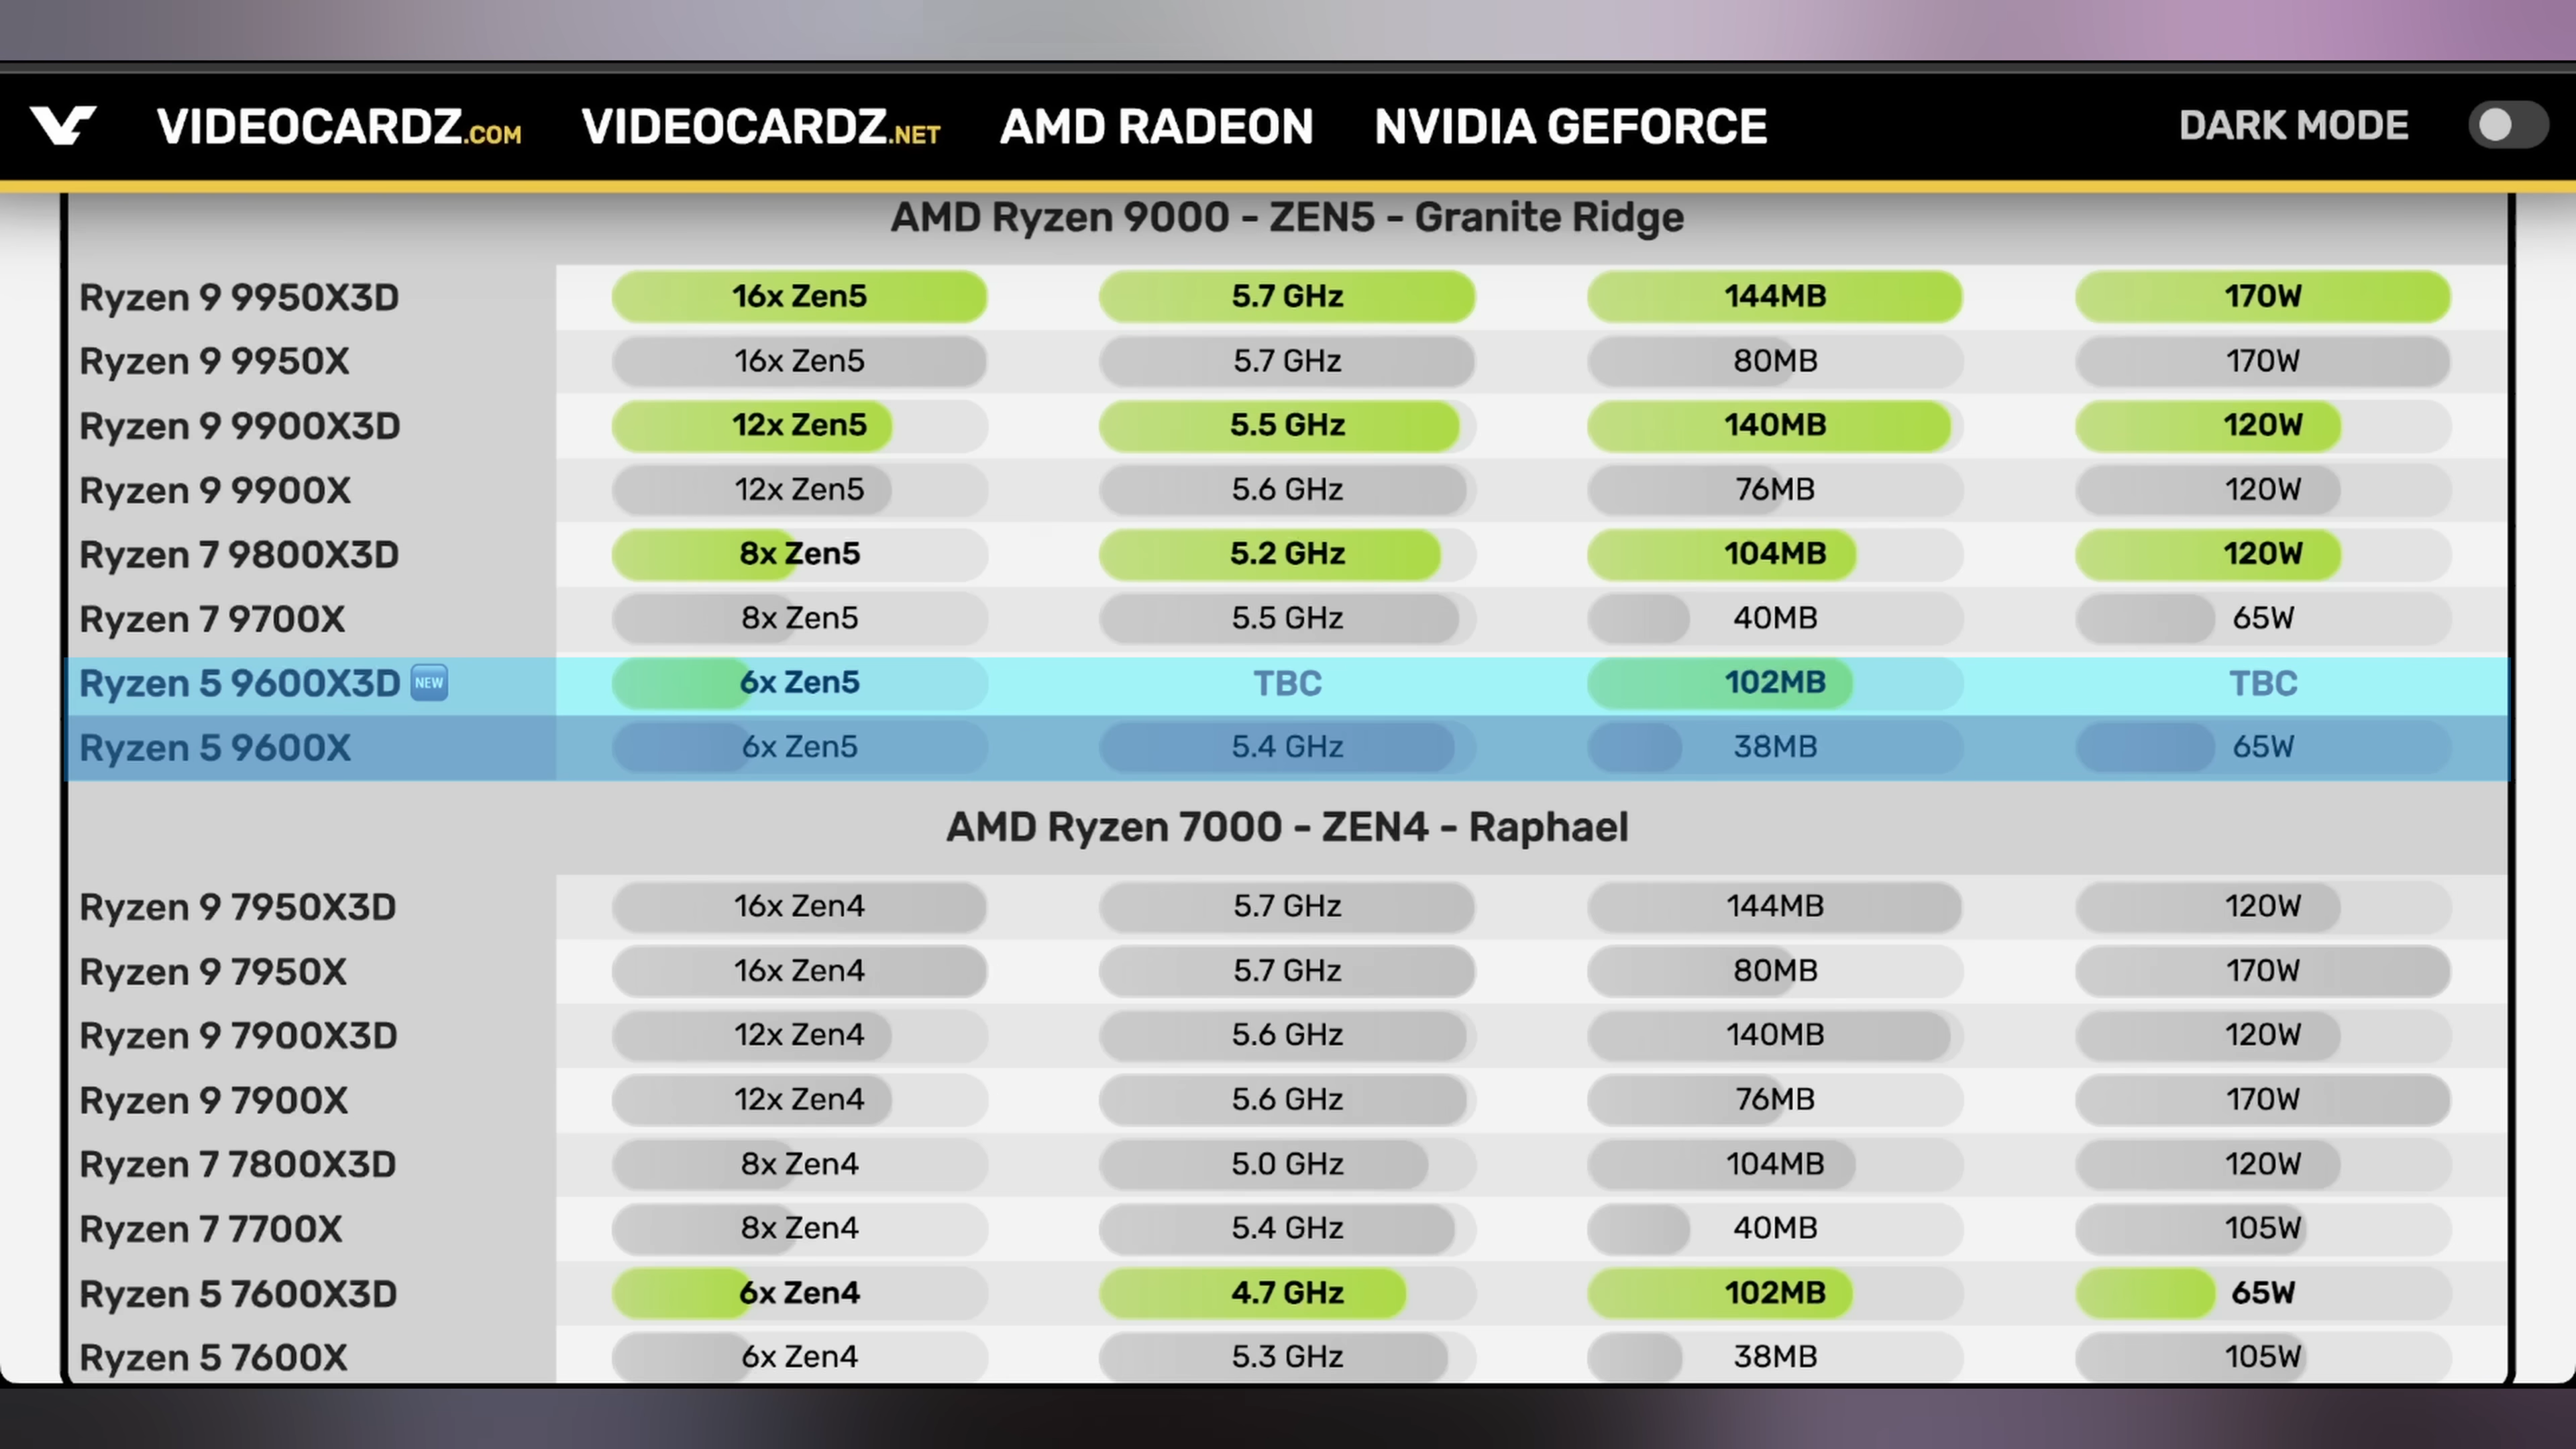 VIDEOCARDZ.COM VIDEOCARDZ.NET AMD RADEON NVIDIA GEFORCE DARK MODE
AMD Ryzen 9000 - ZEN5 - Granite Ridge
Ryzen 9 9950X3D 16x Zen5 5.7 GHz 144MB 170W
Ryzen 9 9950X 16x Zen5 5.7 GHz 80MB 170W
Ryzen 9 9900X3D 12x Zen5 5.5 GHz 140MB 120W
Ryzen 9 9900X 12x Zen5 5.6 GHz 76MB 120W
Ryzen 7 9800X3D 8x Zen5 5.2 GHz 104MB 120W
Ryzen 7 9700X 8x Zen5 5.5 GHz 40MB 65W
Ryzen 5 9600X3D NEW 6x Zen5 TBC 102MB TBC
Ryzen 5 9600X 6x Zen5 5.4 GHz 38MB 65W
AMD Ryzen 7000 - ZEN4 - Raphael
Ryzen 9 7950X3D 16x Zen4 5.7 GHz 144MB 120W
Ryzen 9 7950X 16x Zen4 5.7 GHz 80MB 170W
Ryzen 9 7900X3D 12x Zen4 5.6 GHz 140MB 120W
Ryzen 9 7900X 12x Zen4 5.6 GHz 76MB 170W
Ryzen 7 7800X3D 8x Zen4 5.0 GHz 104MB 120W
Ryzen 7 7700X 8x Zen4 5.4 GHz 40MB 105W
Ryzen 5 7600X3D 6x Zen4 4.7 GHz 102MB 65W
Ryzen 5 7600X 6x Zen4 5.3 GHz 38MB 105W